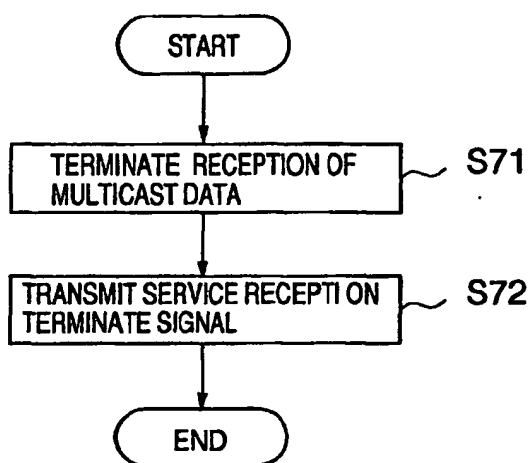 START
TERMINATE RECEPTION OF
MULTICAST DATA
S71
TRANSMIT SERVICE RECEPTI ON
TERMINATE SIGNAL
S72
END